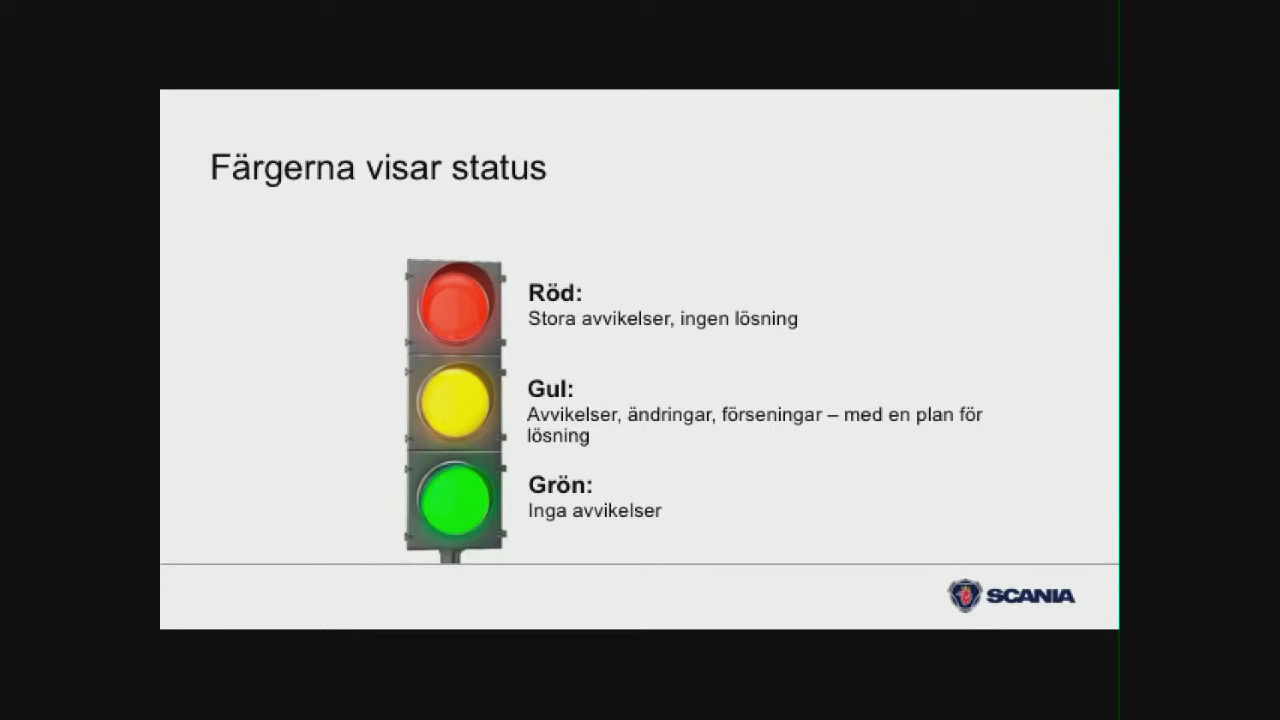 Färgerna visar status
Röd:
Stora avvikelser, ingen lösning
Gul:
Avvikelser, ändringar, förseningar – med en plan för
lösning
Grön:
Inga avvikelser
SCANIA